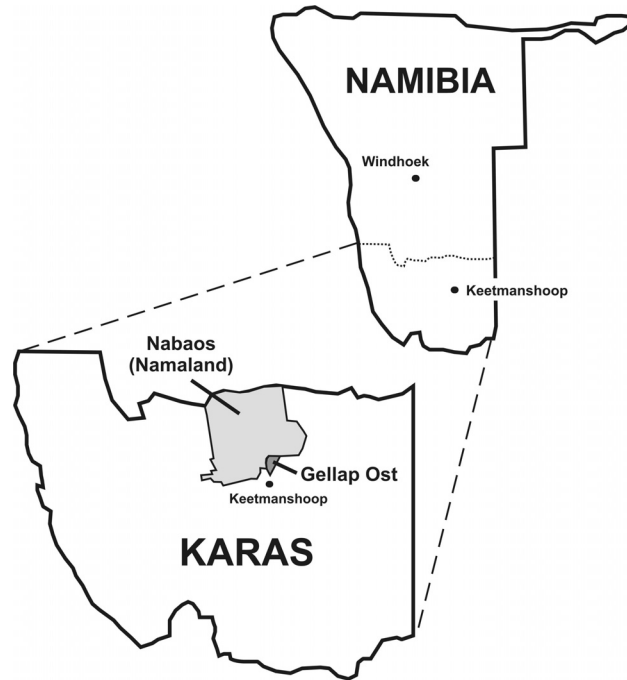 NAMIBIA
Windhoek
Keetmanshoop
Nabaos
(Namaland)
Gellap Ost
Keetmanshoop
KARAS